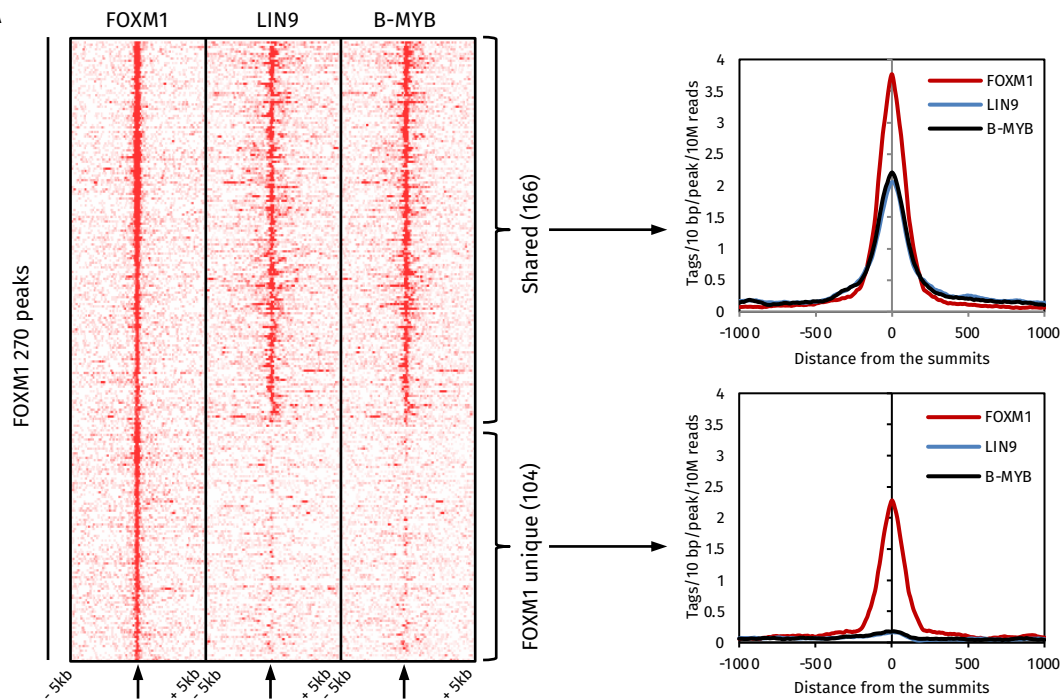 A
FOXM1 LIN9 B-MYB
FOXM1 270 peaks
Shared (166)
FOXM1 unique (104)
- 5kb + 5kb - 5kb + 5kb - 5kb + 5kb
4
3.5
3
2.5
2
1.5
1
0.5
0
Tags/10 bp/peak/10M reads
FOXM1
LIN9
B-MYB
-1000 -500 0 500 1000
Distance from the summits
4
3.5
3
2.5
2
1.5
1
0.5
0
Tags/10 bp/peak/10M reads
FOXM1
LIN9
B-MYB
-1000 -500 0 500 1000
Distance from the summits